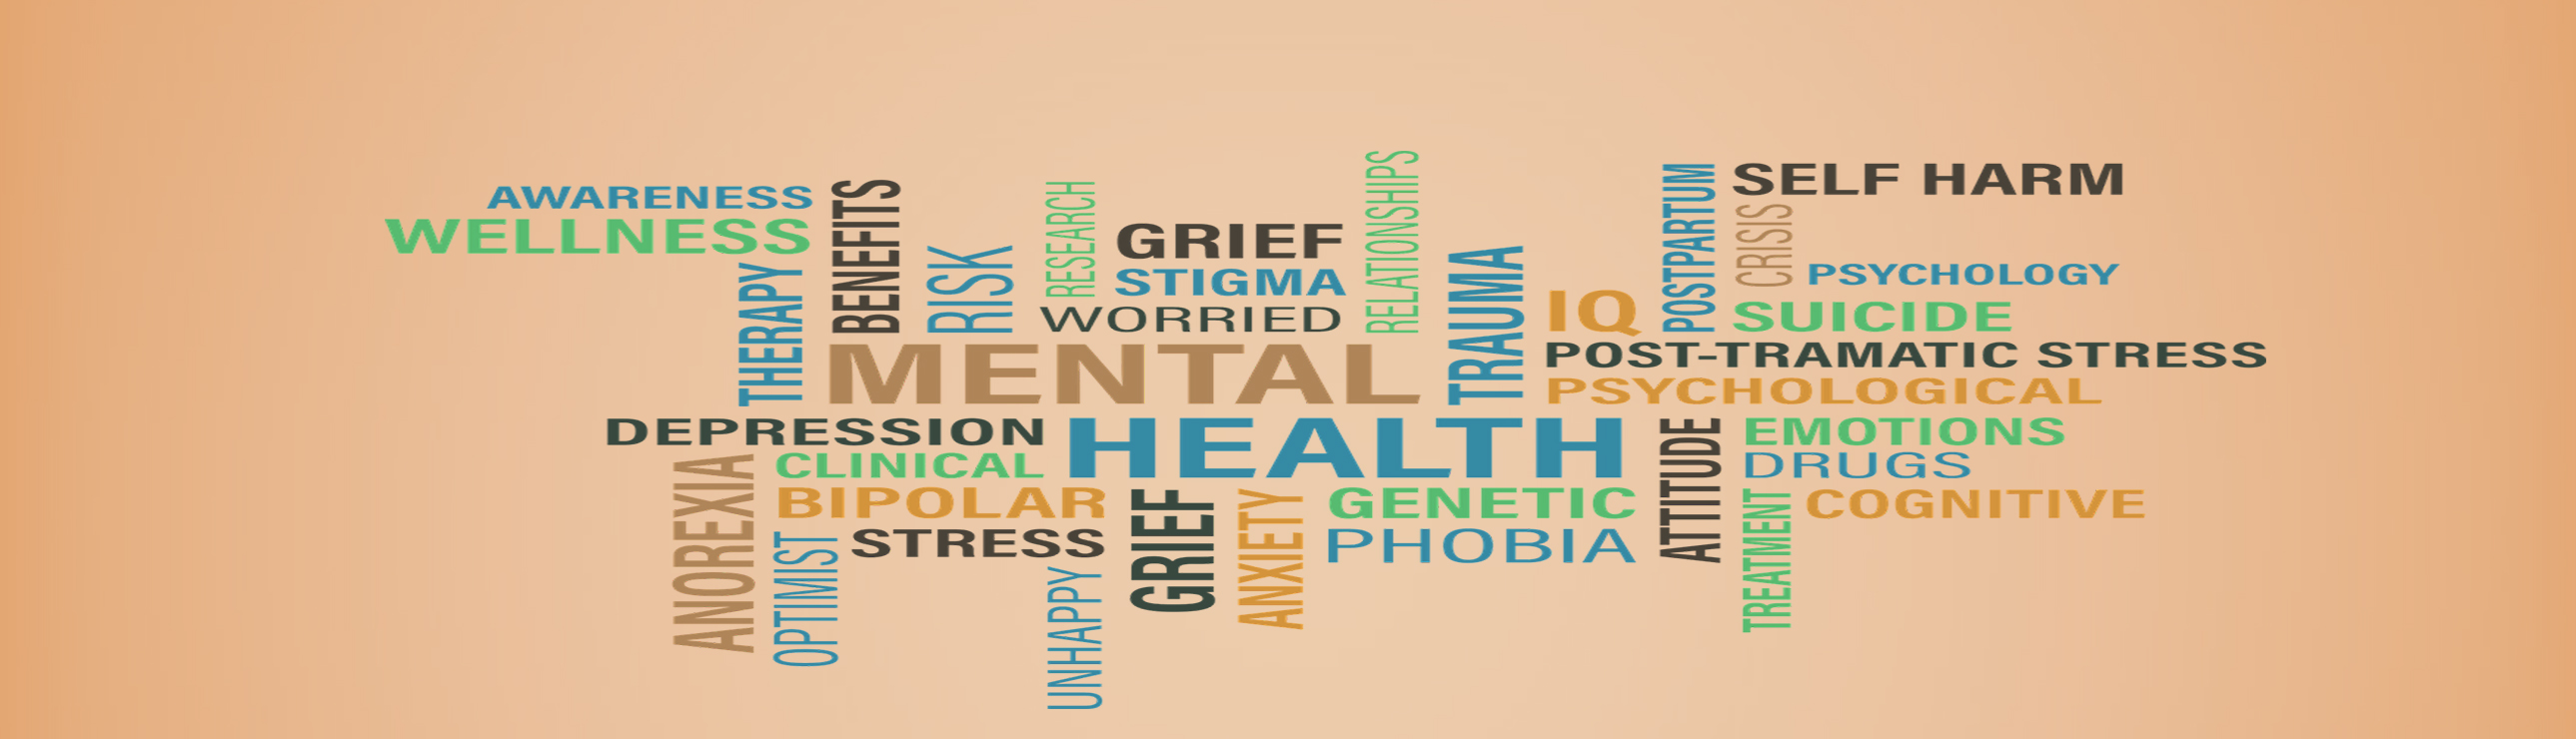 AWARENESS
WELLNESS
THERAPY
BENEFITS
RISK
RESEARCH
GRIEF
STIGMA
WORRIED
RELATIONSHIPS
MENTAL
TRAUMA
IQ
POSTPARTUM
SELF HARM
CRISIS
PSYCHOLOGY
SUICIDE
POST-TRAMATIC STRESS
PSYCHOLOGICAL
DEPRESSION
HEALTH
CLINICAL
ANOREXIA
BIPOLAR
OPTIMIST
STRESS
UNHAPPY
GRIEF
ANXIETY
GENETIC
PHOBIA
ATTITUDE
EMOTIONS
DRUGS
TREATMENT
COGNITIVE